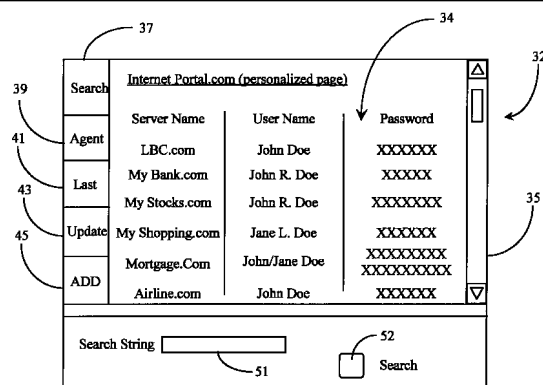 37
34
35
32
39
41
43
45
Search
Internet Portal.com (personalized page)
Server Name User Name Password
Agent
LBC.com John Doe XXXXXX
Last
My Bank.com John R. Doe XXXXX
My Stocks.com John R. Doe XXXXXXX
Update
My Shopping.com Jane L. Doe XXXXXX
Mortgage.Com John/Jane Doe XXXXXXXX
XXXXXXXXX
ADD
Airline.com John Doe XXXXXX
Search String
51
52
Search